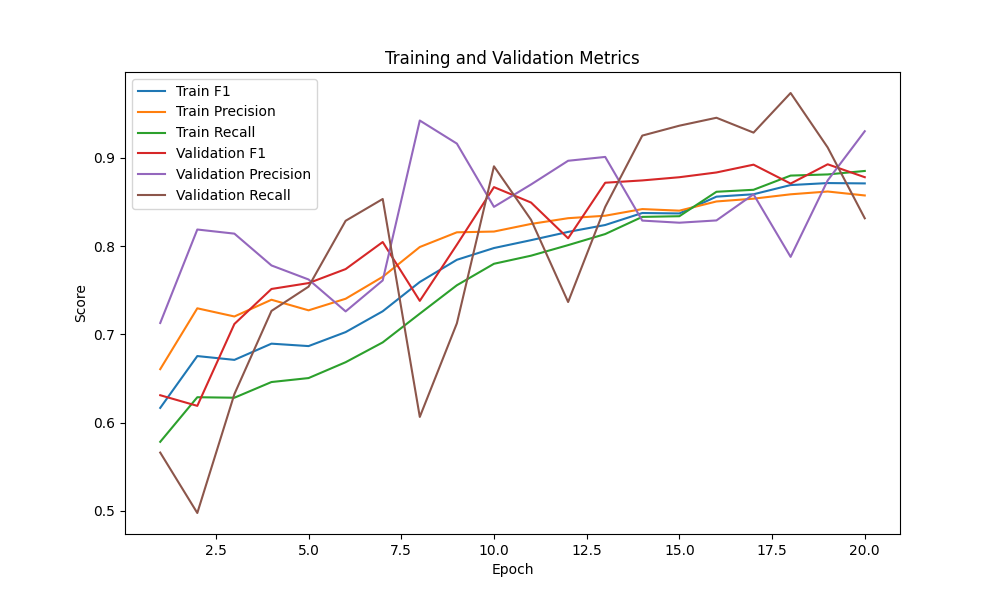 Training and Validation Metrics
Train F1
Train Precision
Train Recall
Validation F1
Validation Precision
Validation Recall
Score
0.9
0.8
0.7
0.6
0.5
2.5 5.0 7.5 10.0 12.5 15.0 17.5 20.0
Epoch